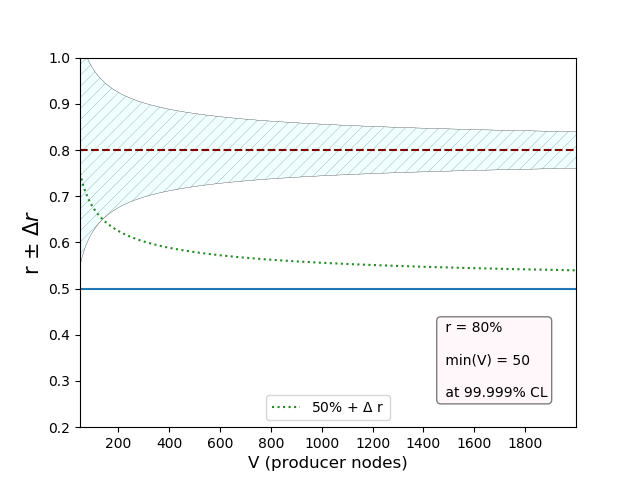 1.0
0.9
0.8
0.7
0.6
0.5
0.4
0.3
0.2
r ± Δr
r = 80%
min(V) = 50
at 99.999% CL
50% + Δ r
200 400 600 800 1000 1200 1400 1600 1800
V (producer nodes)